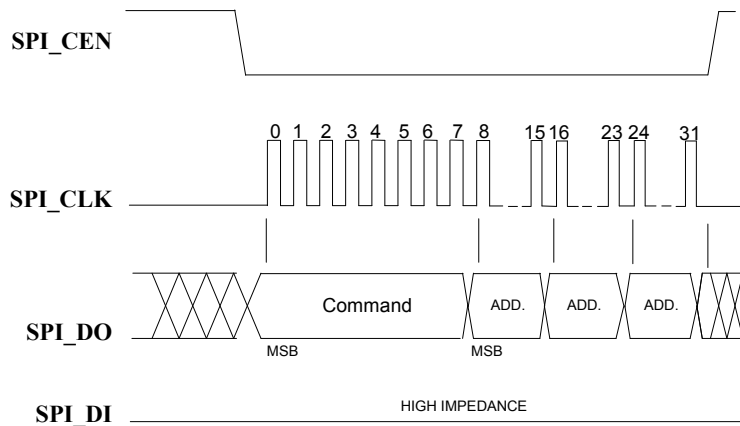 SPI_CEN
0 1 2 3 4 5 6 7 8 15 16 23 24 31
SPI_CLK
Command ADD. ADD. ADD.
SPI_DO
MSB MSB
HIGH IMPEDANCE
SPI_DI